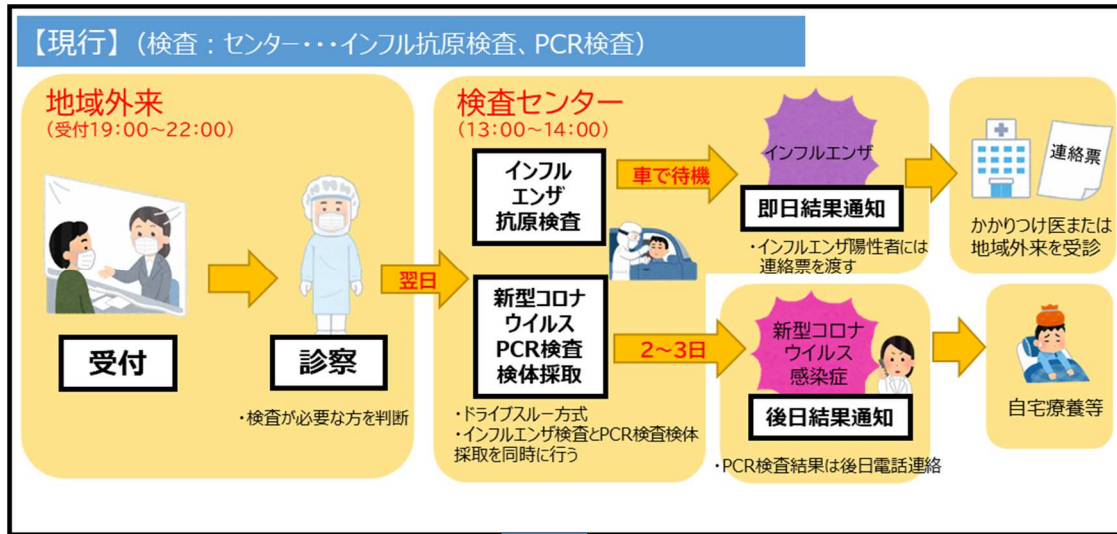 【現行】（検査：センター・・・インフル抗原検査、PCR検査）
地域外来
（受付19：00～22：00）
受付
診察
・検査が必要な方を判断
翌日
検査センター
（13：00～14：00）
インフル
エンザ
抗原検査
車で待機
インフルエンザ
即日結果通知
・インフルエンザ陽性者には
連絡票を渡す
連絡票
かかりつけ医または
地域外来を受診
新型コロナ
ウイルス
PCR検査
検体採取
・ドライブスルー方式
・インフルエンザ検査とPCR検査検体
採取を同時に行う
2～3日
新型コロナ
ウイルス
感染症
後日結果通知
・PCR検査結果は後日電話連絡
自宅療養等